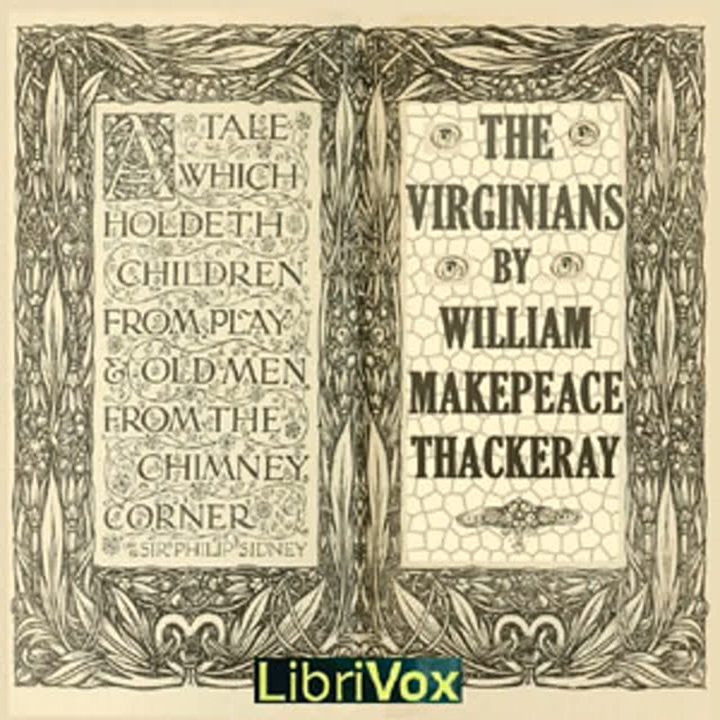 A TALE
WHICH
HOLDETH
CHILDREN
FROM PLAY
& OLD MEN
FROM THE
CHIMNEY
CORNER
SIR PHILIP SIDNEY
THE
VIRGINIANS
BY
WILLIAM
MAKEPEACE
THACKERAY
LibriVox